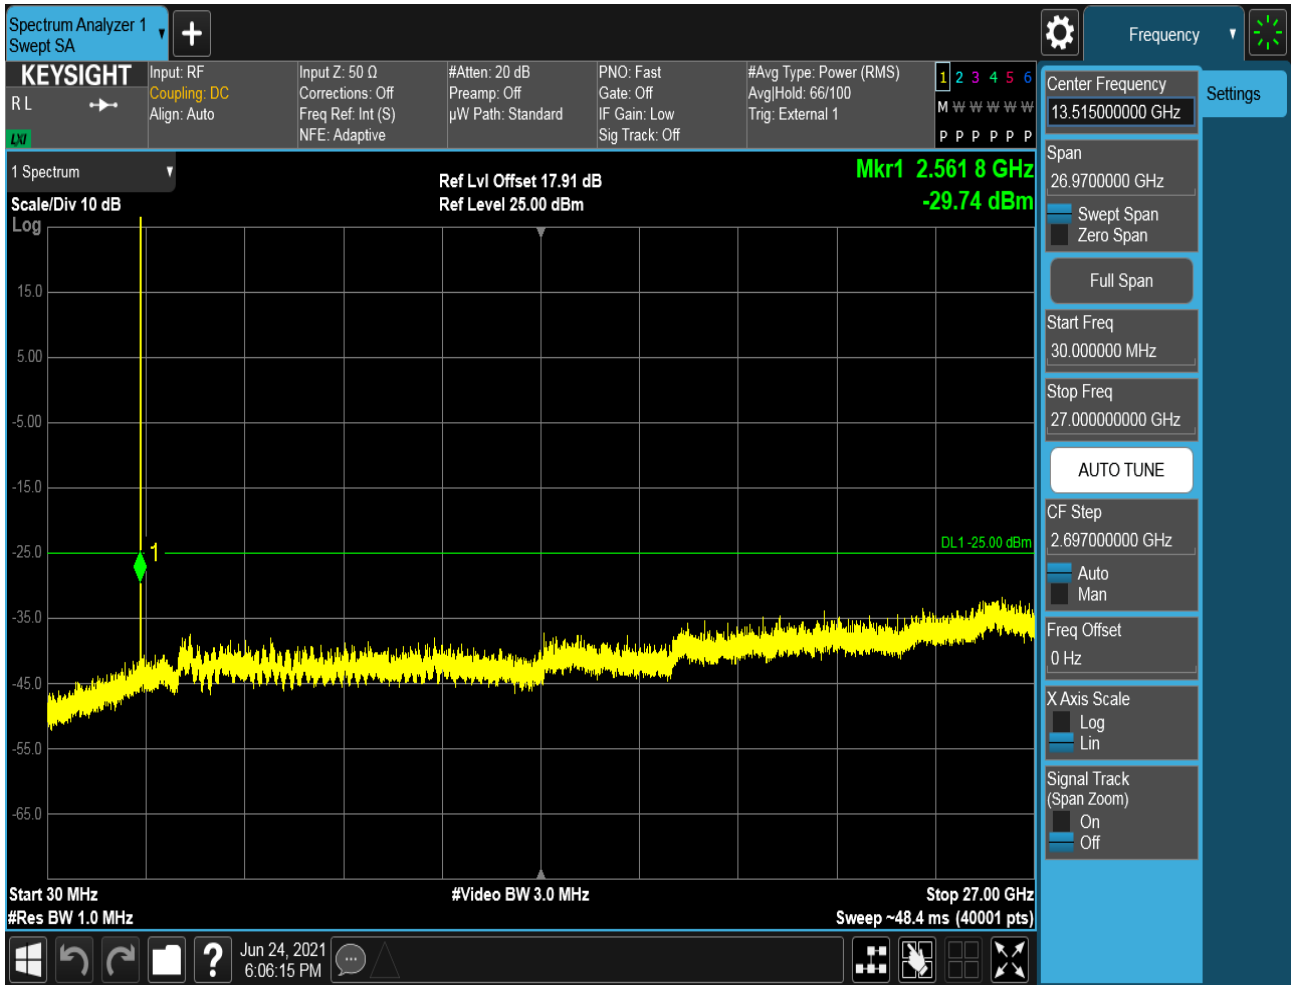 Spectrum Analyzer 1
Swept SA
Frequency
KEYSIGHT
R L
LXI
Input: RF
Coupling: DC
Align: Auto
Input Z: 50 Ω
Corrections: Off
Freq Ref: Int (S)
NFE: Adaptive
#Atten: 20 dB
Preamp: Off
µW Path: Standard
PNO: Fast
Gate: Off
IF Gain: Low
Sig Track: Off
#Avg Type: Power (RMS)
Avg|Hold: 66/100
Trig: External 1
1 2 3 4 5 6
M W W W W W
P P P P P P
1 Spectrum
Scale/Div 10 dB
Log
Ref Lvl Offset 17.91 dB
Ref Level 25.00 dBm
Mkr1 2.561 8 GHz
-29.74 dBm
15.0
5.00
-5.00
-15.0
-25.0
-35.0
-45.0
-55.0
-65.0
1
DL1 -25.00 dBm
Start 30 MHz
#Res BW 1.0 MHz
#Video BW 3.0 MHz
Stop 27.00 GHz
Sweep ~48.4 ms (40001 pts)
Center Frequency
13.515000000 GHz
Settings
Span
26.9700000 GHz
Swept Span
Zero Span
Full Span
Start Freq
30.000000 MHz
Stop Freq
27.000000000 GHz
AUTO TUNE
CF Step
2.697000000 GHz
Auto
Man
Freq Offset
0 Hz
X Axis Scale
Log
Lin
Signal Track
(Span Zoom)
On
Off
?
Jun 24, 2021
6:06:15 PM